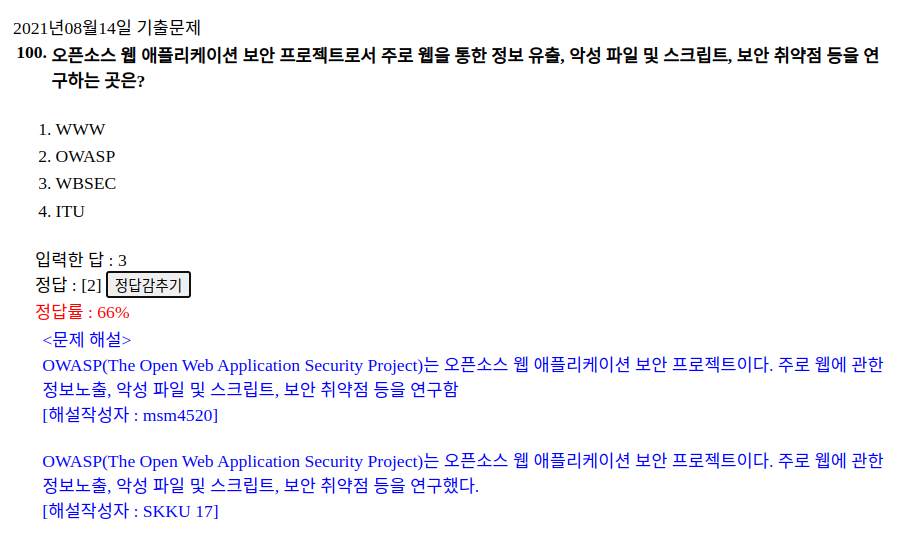 2021년08월14일 기출문제
100. 오픈소스 웹 애플리케이션 보안 프로젝트로서 주로 웹을 통한 정보 유출, 악성 파일 및 스크립트, 보안 취약점 등을 연
구하는 곳은?
1. WWW
2. OWASP
3. WBSEC
4. ITU
입력한 답 : 3
정답 : [2] 정답감추기
정답률 : 66%
<문제 해설>
OWASP(The Open Web Application Security Project)는 오픈소스 웹 애플리케이션 보안 프로젝트이다. 주로 웹에 관한
정보노출, 악성 파일 및 스크립트, 보안 취약점 등을 연구함
[해설작성자 : msm4520]
OWASP(The Open Web Application Security Project)는 오픈소스 웹 애플리케이션 보안 프로젝트이다. 주로 웹에 관한
정보노출, 악성 파일 및 스크립트, 보안 취약점 등을 연구했다.
[해설작성자 : SKKU 17]